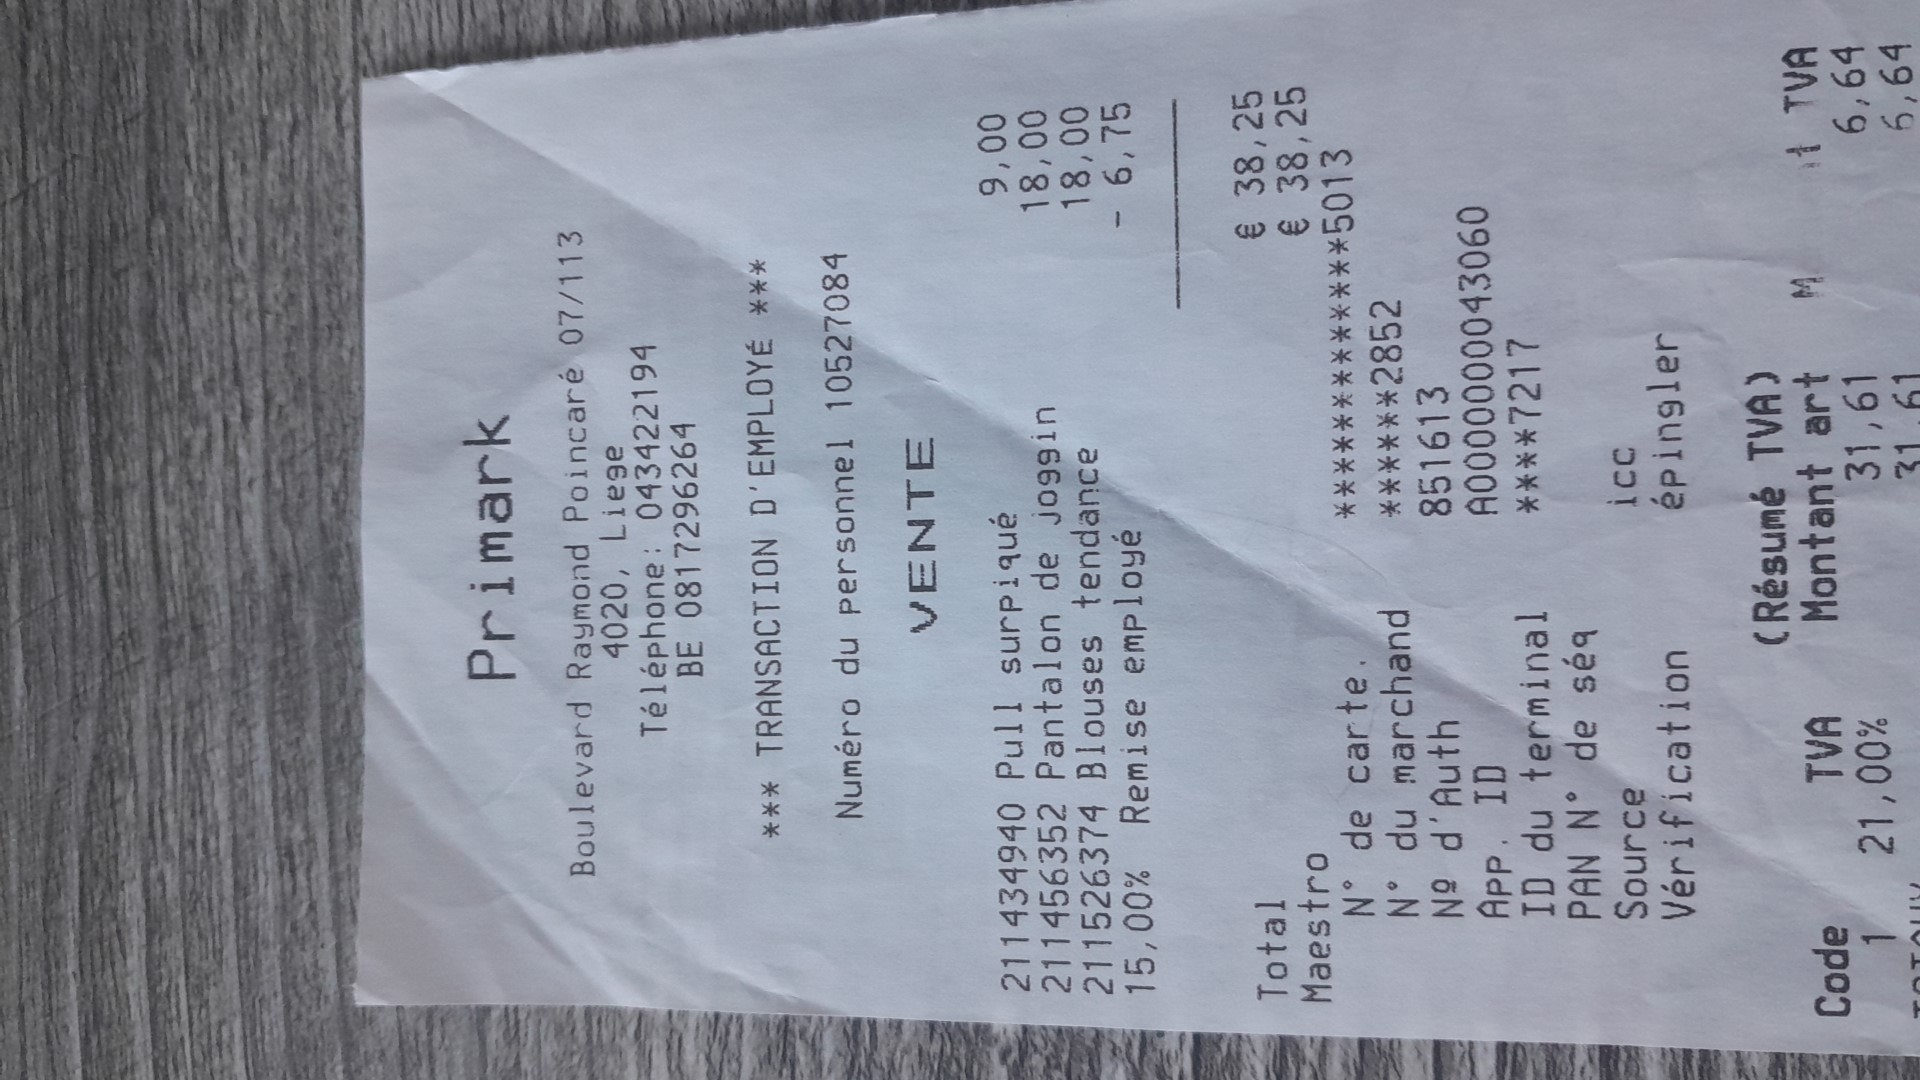 Primark
Boulevard Raymond Poincaré 07/113
4020, Liege
Téléphone: 043422194
BE 0817296264
*** TRANSACTION D'EMPLOYÉ ***
Numéro du personnel 10527084
VENTE
211434940 Pull surpiqué 9,00
211456352 Pantalon de joggin 18,00
211526374 Blouses tendance 18,00
15,00% Remise employé - 6,75
Total € 38,25
Maestro € 38,25
N° de carte. ***************5013
N° du marchand ******2852
Nº d'Auth 851613
App. ID A0000000043060
ID du terminal ****7217
PAN N° de séq
Source icc
Vérification épingler
(Résumé TVA)
Code TVA Montant art M TVA
1 21,00% 31,61 6,64
31,61 6,64